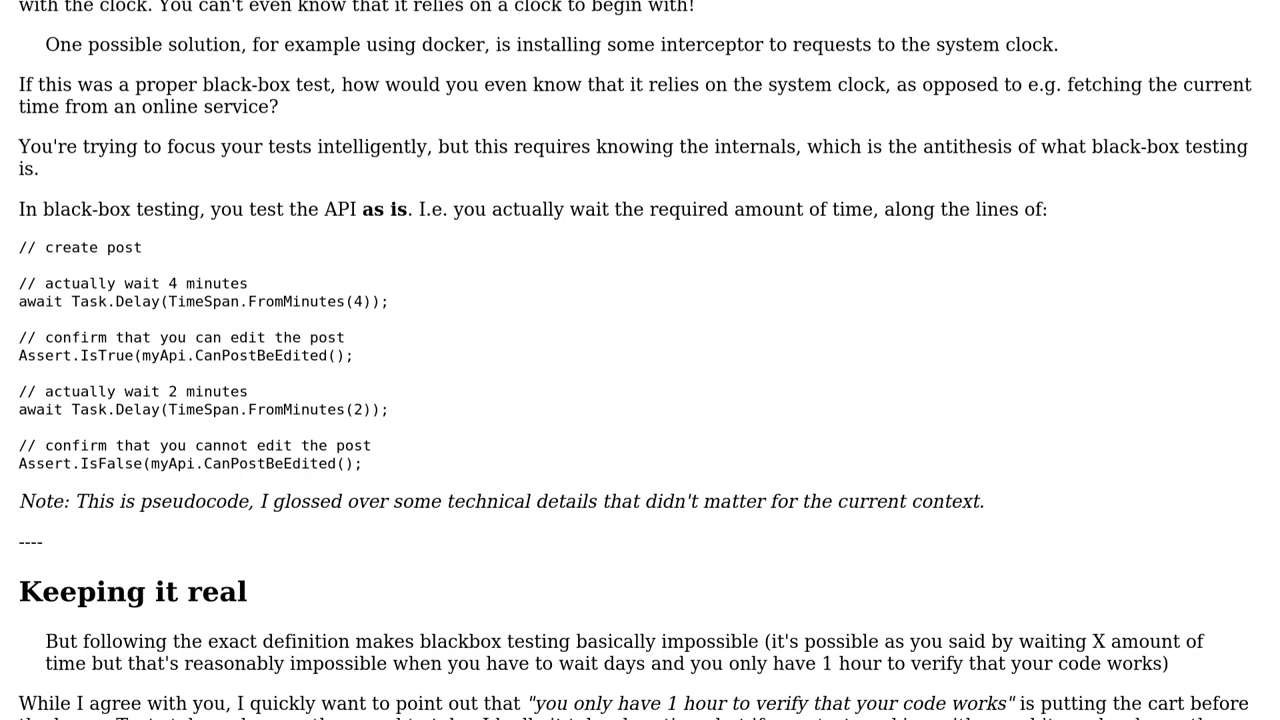 with the clock. You can't even know that it relies on a clock to begin with!
One possible solution, for example using docker, is installing some interceptor to requests to the system clock.
If this was a proper black-box test, how would you even know that it relies on the system clock, as opposed to e.g. fetching the current
time from an online service?
You're trying to focus your tests intelligently, but this requires knowing the internals, which is the antithesis of what black-box testing
is.
In black-box testing, you test the API as is. I.e. you actually wait the required amount of time, along the lines of:
// create post
// actually wait 4 minutes
await Task.Delay(TimeSpan.FromMinutes(4));
// confirm that you can edit the post
Assert.IsTrue(myApi.CanPostBeEdited();
// actually wait 2 minutes
await Task.Delay(TimeSpan.FromMinutes(2));
// confirm that you cannot edit the post
Assert.IsFalse(myApi.CanPostBeEdited();
Note: This is pseudocode, I glossed over some technical details that didn't matter for the current context.
----
Keeping it real
But following the exact definition makes blackbox testing basically impossible (it's possible as you said by waiting X amount of
time but that's reasonably impossible when you have to wait days and you only have 1 hour to verify that your code works)
While I agree with you, I quickly want to point out that "you only have 1 hour to verify that your code works" is putting the cart before